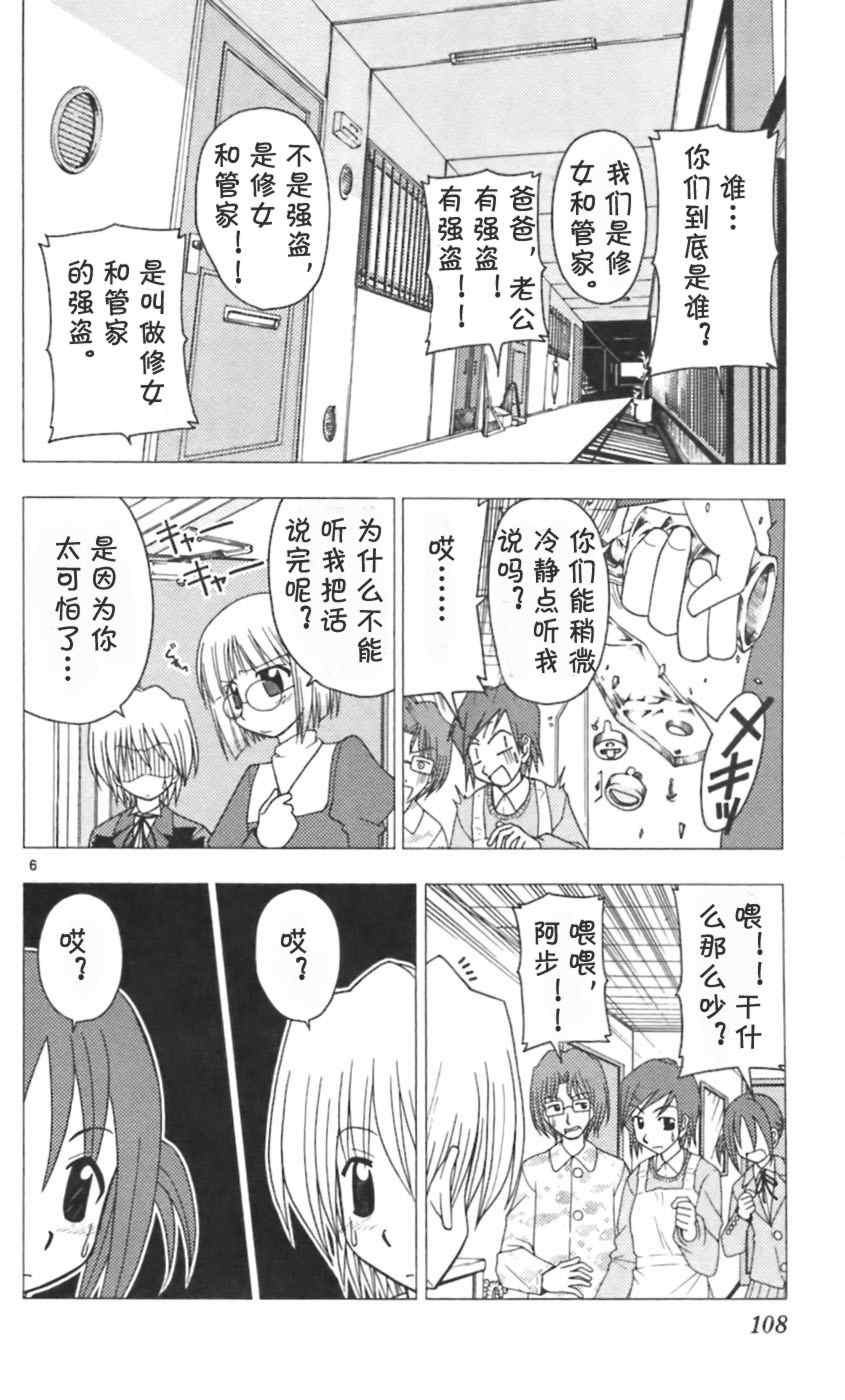 谁…
你们到底是谁？
我们是修
女和管家。
爸爸，老公
有强盗！
有强盗！！
不是强盗，
是修女
和管家！！
是叫做修女
和管家
的强盗。
你们能稍微
冷静点听我
说吗？
メキッ
哎……
为什么不能
听我把话
说完呢？
キャー
キャー
是因为你
太可怕了…
6
喂！！干什
么那么吵？
喂喂，
阿步！！
哎？
哎？
108